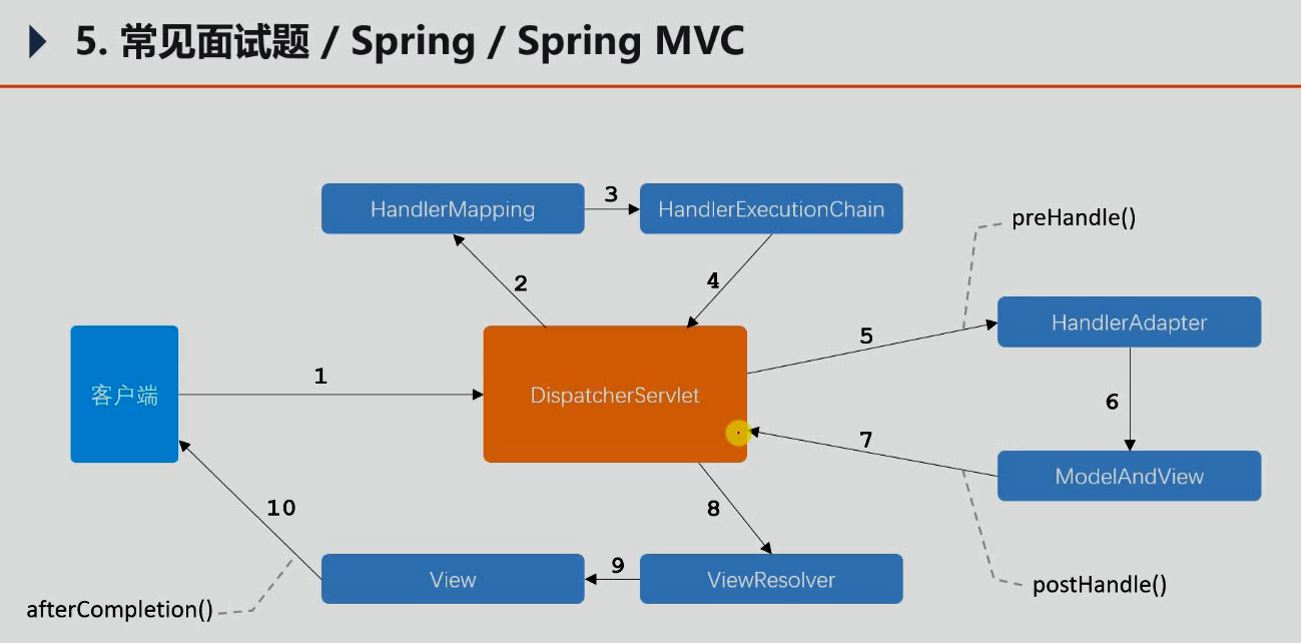 5. 常见面试题 / Spring / Spring MVC
HandlerMapping
3
HandlerExecutionChain
preHandle()
2
4
5
HandlerAdapter
客户端
1
DispatcherServlet
6
7
ModelAndView
10
8
View
9
ViewResolver
postHandle()
afterCompletion()